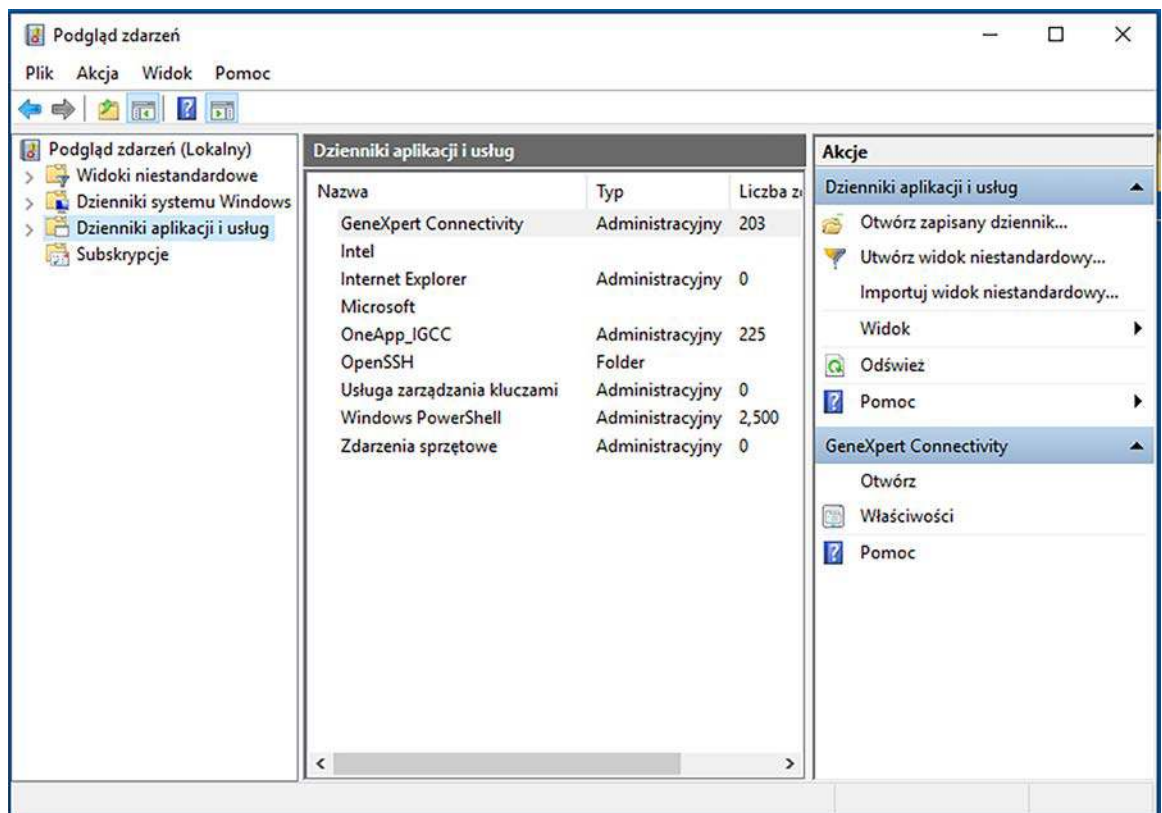 Podgląd zdarzeń
Plik Akcja Widok Pomoc
Podgląd zdarzeń (Lokalny)
Widoki niestandardowe
Dzienniki systemu Windows
Dzienniki aplikacji i usług
Subskrypcje
Dzienniki aplikacji i usług
Nazwa Typ Liczba
GeneXpert Connectivity Administracyjny 203
Intel
Internet Explorer Administracyjny 0
Microsoft
OneApp_IGCC Administracyjny 225
OpenSSH Folder
Usługa zarządzania kluczami Administracyjny 0
Windows PowerShell Administracyjny 2,500
Zdarzenia sprzętowe Administracyjny 0
Akcje
Dzienniki aplikacji i usług
Otwórz zapisany dziennik...
Utwórz widok niestandardowy...
Importuj widok niestandardowy...
Widok
Odśwież
Pomoc
GeneXpert Connectivity
Otwórz
Właściwości
Pomoc